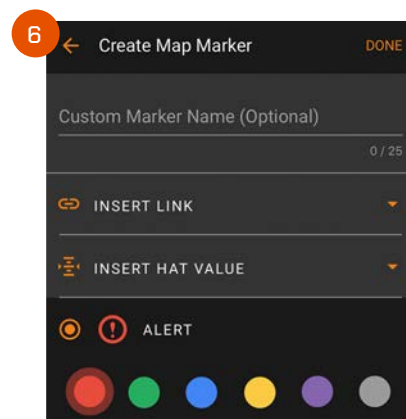 6
Create Map Marker DONE
Custom Marker Name (Optional)
0 / 25
INSERT LINK
INSERT HAT VALUE
! ALERT